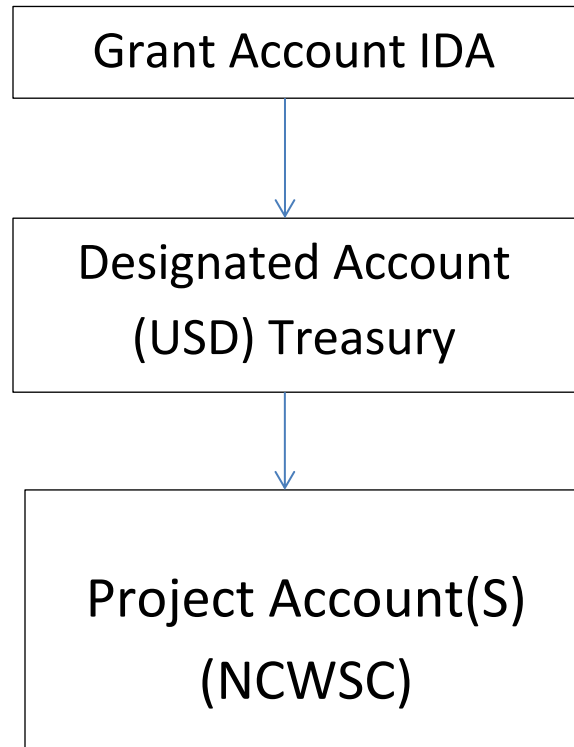 Grant Account IDA
Designated Account
(USD) Treasury
Project Account(S)
(NCWSC)